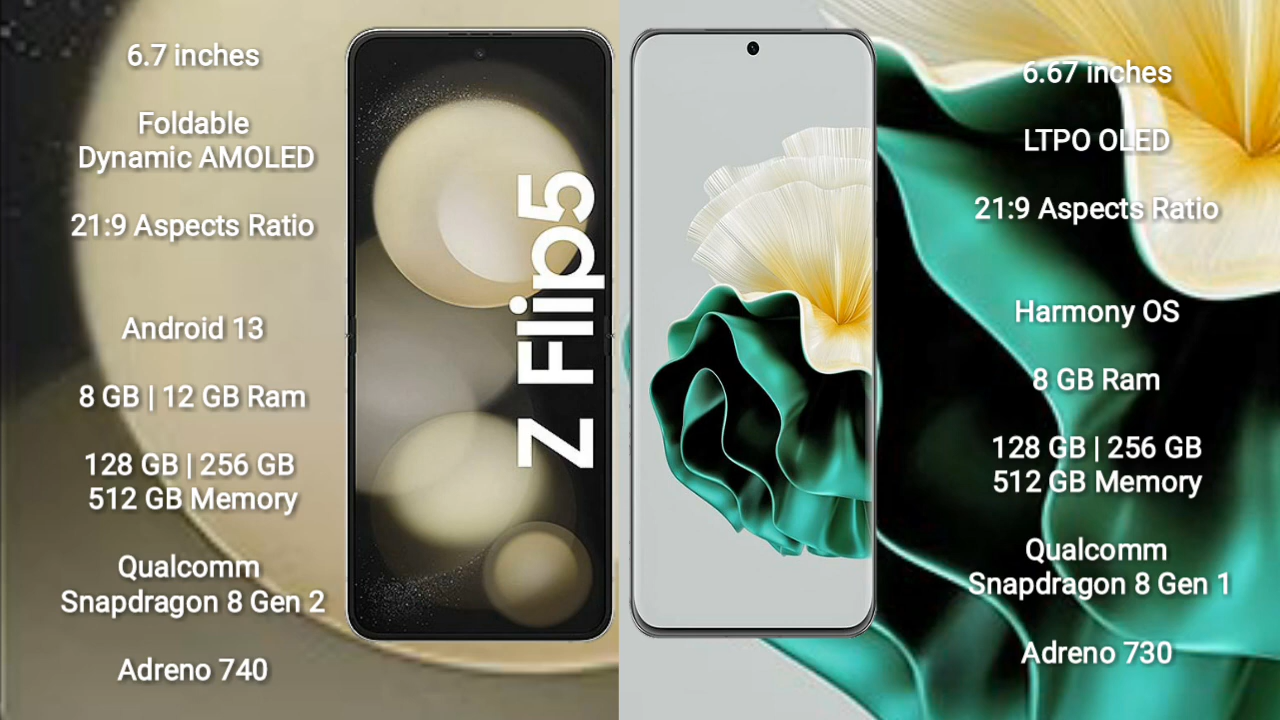 6.7 inches
Foldable
Dynamic AMOLED
21:9 Aspects Ratio
Android 13
8 GB | 12 GB Ram
128 GB | 256 GB
512 GB Memory
Qualcomm
Snapdragon 8 Gen 2
Adreno 740
Z Flip5
6.67 inches
LTPO OLED
21:9 Aspects Ratio
Harmony OS
8 GB Ram
128 GB | 256 GB
512 GB Memory
Qualcomm
Snapdragon 8 Gen 1
Adreno 730